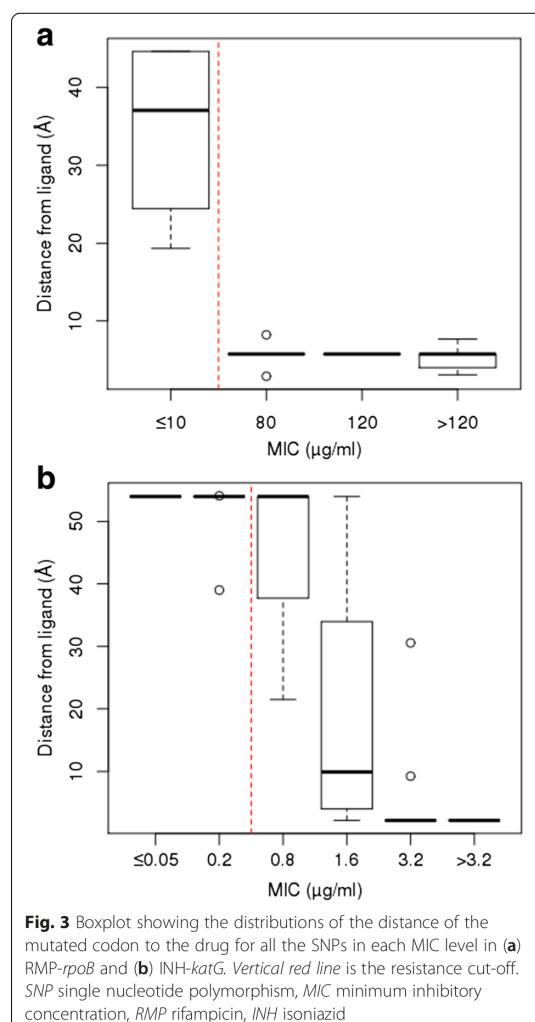 a
Distance from ligand (Å)
40
30
20
10
≤10 80 120 >120
MIC (µg/ml)
b
Distance from ligand (Å)
50
40
30
20
10
≤0.05 0.2 0.8 1.6 3.2 >3.2
MIC (µg/ml)
Fig. 3 Boxplot showing the distributions of the distance of the
mutated codon to the drug for all the SNPs in each MIC level in (a)
RMP-rpoB and (b) INH-katG. Vertical red line is the resistance cut-off.
SNP single nucleotide polymorphism, MIC minimum inhibitory
concentration, RMP rifampicin, INH isoniazid